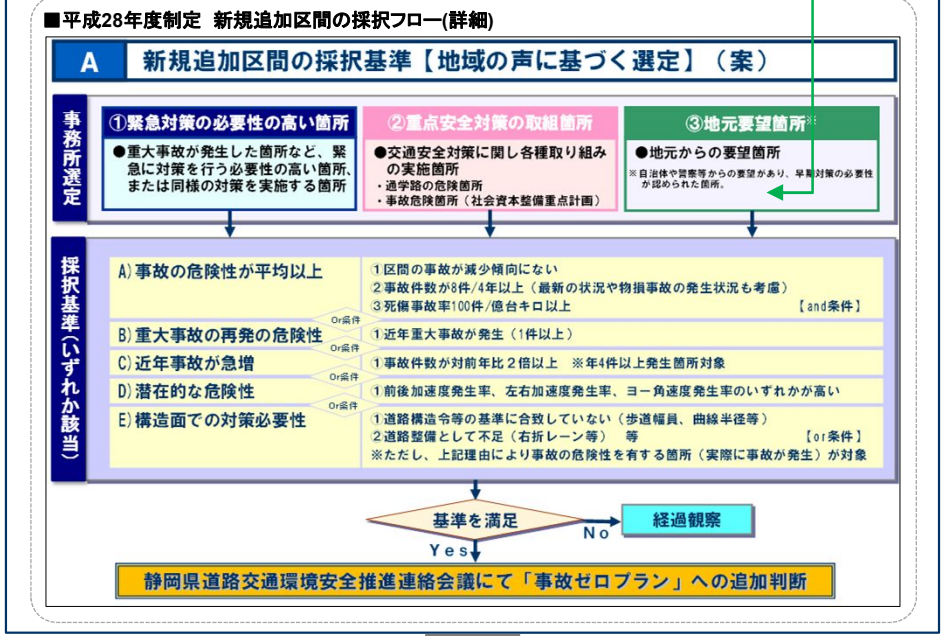 ■平成28年度制定 新規追加区間の採択フロー(詳細)
A 新規追加区間の採択基準【地域の声に基づく選定】（案）
事務所選定
①緊急対策の必要性の高い箇所
●重大事故が発生した箇所など、緊
急に対策を行う必要性の高い箇所、
または同様の対策を実施する箇所
②重点安全対策の取組箇所
●交通安全対策に関し各種取り組み
の実施箇所
・通学路の危険箇所
・事故危険箇所（社会資本整備重点計画）
③地元要望箇所※
●地元からの要望箇所
※自治体や警察等からの要望があり、早期対策の必要性
が認められた箇所。
採択基準（いずれか該当）
A)事故の危険性が平均以上
①区間の事故が減少傾向にない
②事故件数が8件/4年以上（最新の状況や物損事故の発生状況も考慮）
③死傷事故率100件/億台キロ以上 【and条件】
Or条件
B)重大事故の再発の危険性
①近年重大事故が発生（1件以上）
Or条件
C)近年事故が急増
①事故件数が対前年比２倍以上 ※年4件以上発生箇所対象
Or条件
D)潜在的な危険性
①前後加速度発生率、左右加速度発生率、ヨー角速度発生率のいずれかが高い
Or条件
E)構造面での対策必要性
①道路構造令等の基準に合致していない（歩道幅員、曲線半径等）
②道路整備として不足（右折レーン等） 等 【or条件】
※ただし、上記理由により事故の危険性を有する箇所（実際に事故が発生）が対象
基準を満足
No
経過観察
Yes
静岡県道路交通環境安全推進連絡会議にて「事故ゼロプラン」への追加判断